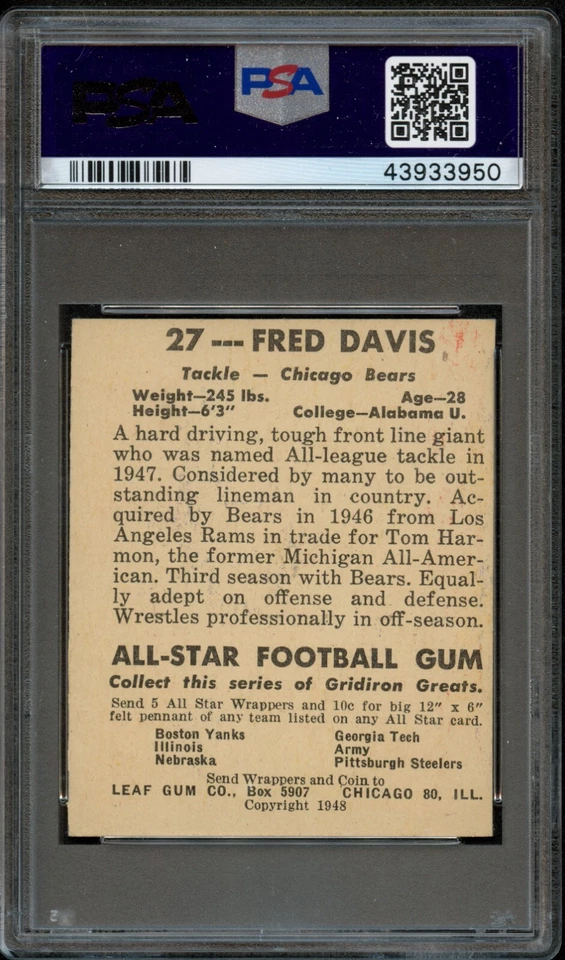 PSA
PSA
43933950
27 --- FRED DAVIS
Tackle — Chicago Bears
Weight—245 lbs. Age—28
Height—6'3" College—Alabama U.
A hard driving, tough front line giant
who was named All-league tackle in
1947. Considered by many to be out-
standing lineman in country. Ac-
quired by Bears in 1946 from Los
Angeles Rams in trade for Tom Har-
mon, the former Michigan All-Amer-
ican. Third season with Bears. Equal-
ly adept on offense and defense.
Wrestles professionally in off-season.
ALL-STAR FOOTBALL GUM
Collect this series of Gridiron Greats.
Send 5 All Star Wrappers and 10c for big 12" x 6"
felt pennant of any team listed on any All Star card.
Boston Yanks Georgia Tech
Illinois Army
Nebraska Pittsburgh Steelers
Send Wrappers and Coin to
LEAF GUM CO., Box 5907 CHICAGO 80, ILL.
Copyright 1948